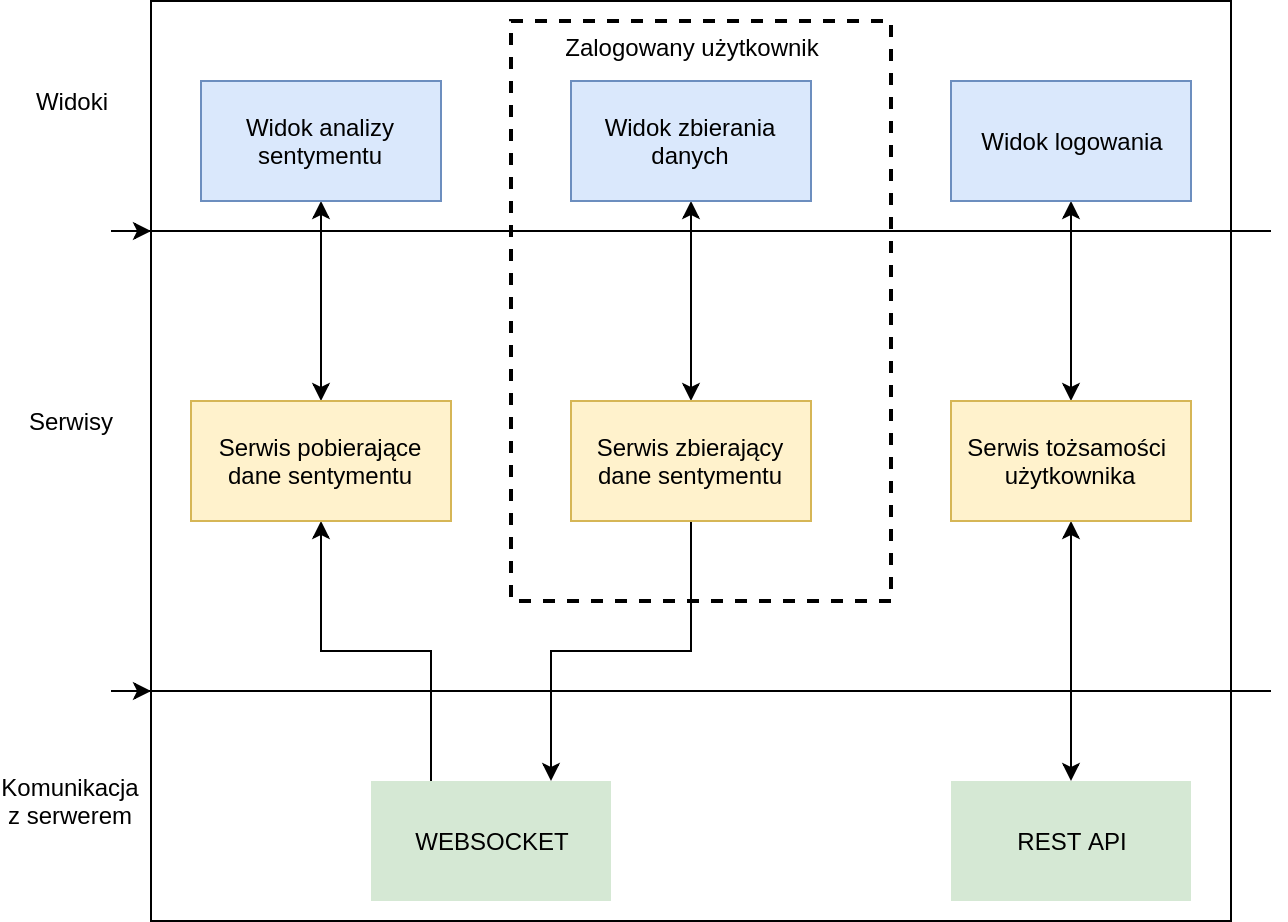 Zalogowany użytkownik
Widoki
Widok analizy
sentymentu
Widok zbierania
danych
Widok logowania
Serwisy
Serwis pobierające
dane sentymentu
Serwis zbierający
dane sentymentu
Serwis tożsamości
użytkownika
Komunikacja
z serwerem
WEBSOCKET
REST API